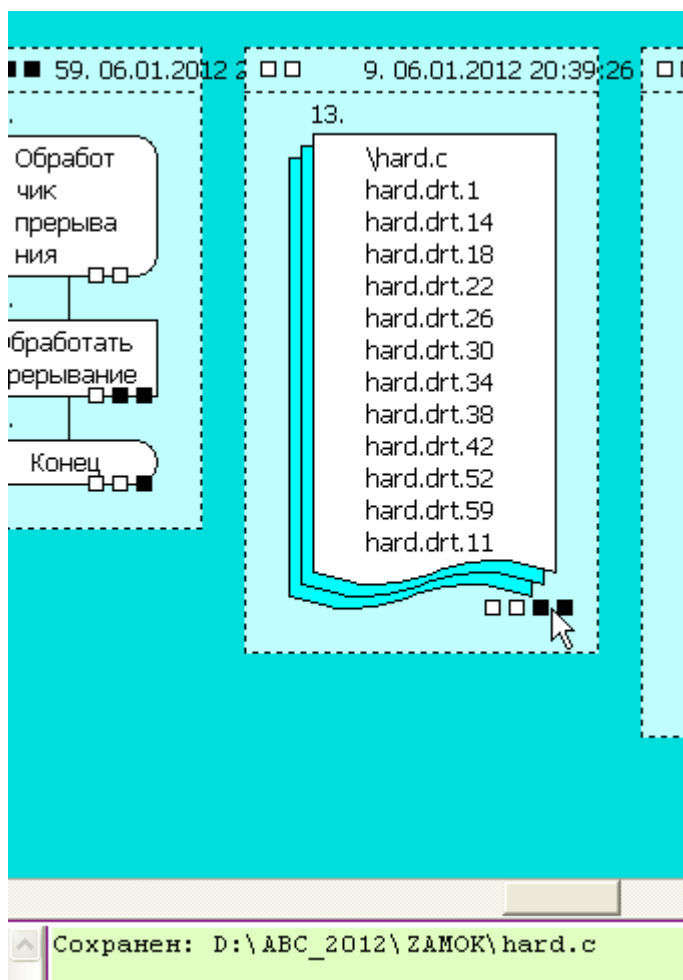 59. 06.01.2012 2
9. 06.01.2012 20:39:26
13.
Обработ
чик
прерыва
ния
бработать
рерывание
Конец
\hard.c
hard.drt.1
hard.drt.14
hard.drt.18
hard.drt.22
hard.drt.26
hard.drt.30
hard.drt.34
hard.drt.38
hard.drt.42
hard.drt.52
hard.drt.59
hard.drt.11
Сохранен: D:\ABC_2012\ZAMOK\hard.c